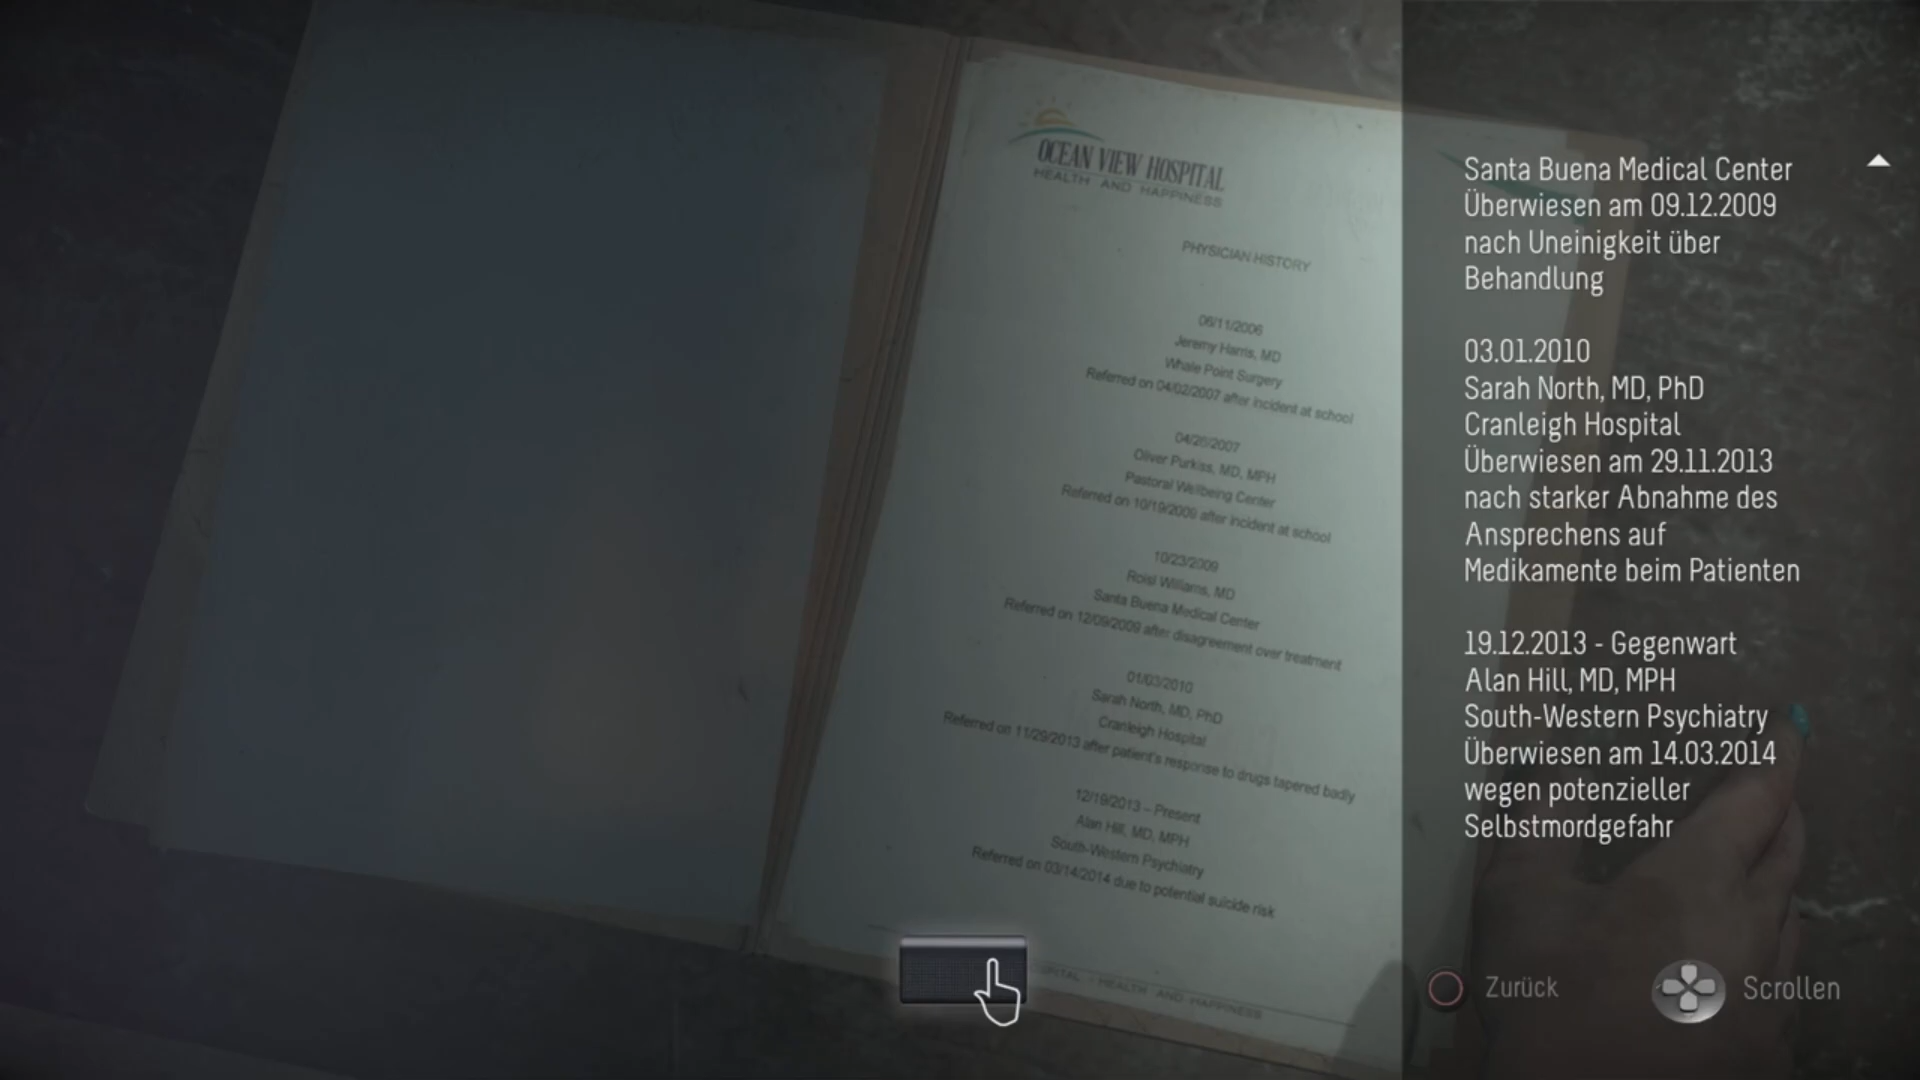 OCEAN VIEW HOSPITAL
HEALTH AND HAPPINESS
PHYSICIAN HISTORY
06/11/2006
Jeremy Harris, MD
Whale Point Surgery
Referred on 04/02/2007 after incident at school
04/26/2007
Oliver Purkiss, MD, MPH
Pastoral Wellbeing Center
Referred on 10/19/2009 after incident at school
10/23/2009
Roisi Williams, MD
Santa Buena Medical Center
Referred on 12/09/2009 after disagreement over treatment
01/03/2010
Sarah North, MD, PhD
Cranleigh Hospital
Referred on 11/29/2013 after patient's response to drugs tapered badly
12/19/2013 – Present
Alan Hill, MD, MPH
South-Western Psychiatry
Referred on 03/14/2014 due to potential suicide risk
- HEALTH AND HAPPINESS
Santa Buena Medical Center
Überwiesen am 09.12.2009
nach Uneinigkeit über
Behandlung
03.01.2010
Sarah North, MD, PhD
Cranleigh Hospital
Überwiesen am 29.11.2013
nach starker Abnahme des
Ansprechens auf
Medikamente beim Patienten
19.12.2013 - Gegenwart
Alan Hill, MD, MPH
South-Western Psychiatry
Überwiesen am 14.03.2014
wegen potenzieller
Selbstmordgefahr
Zurück
Scrollen